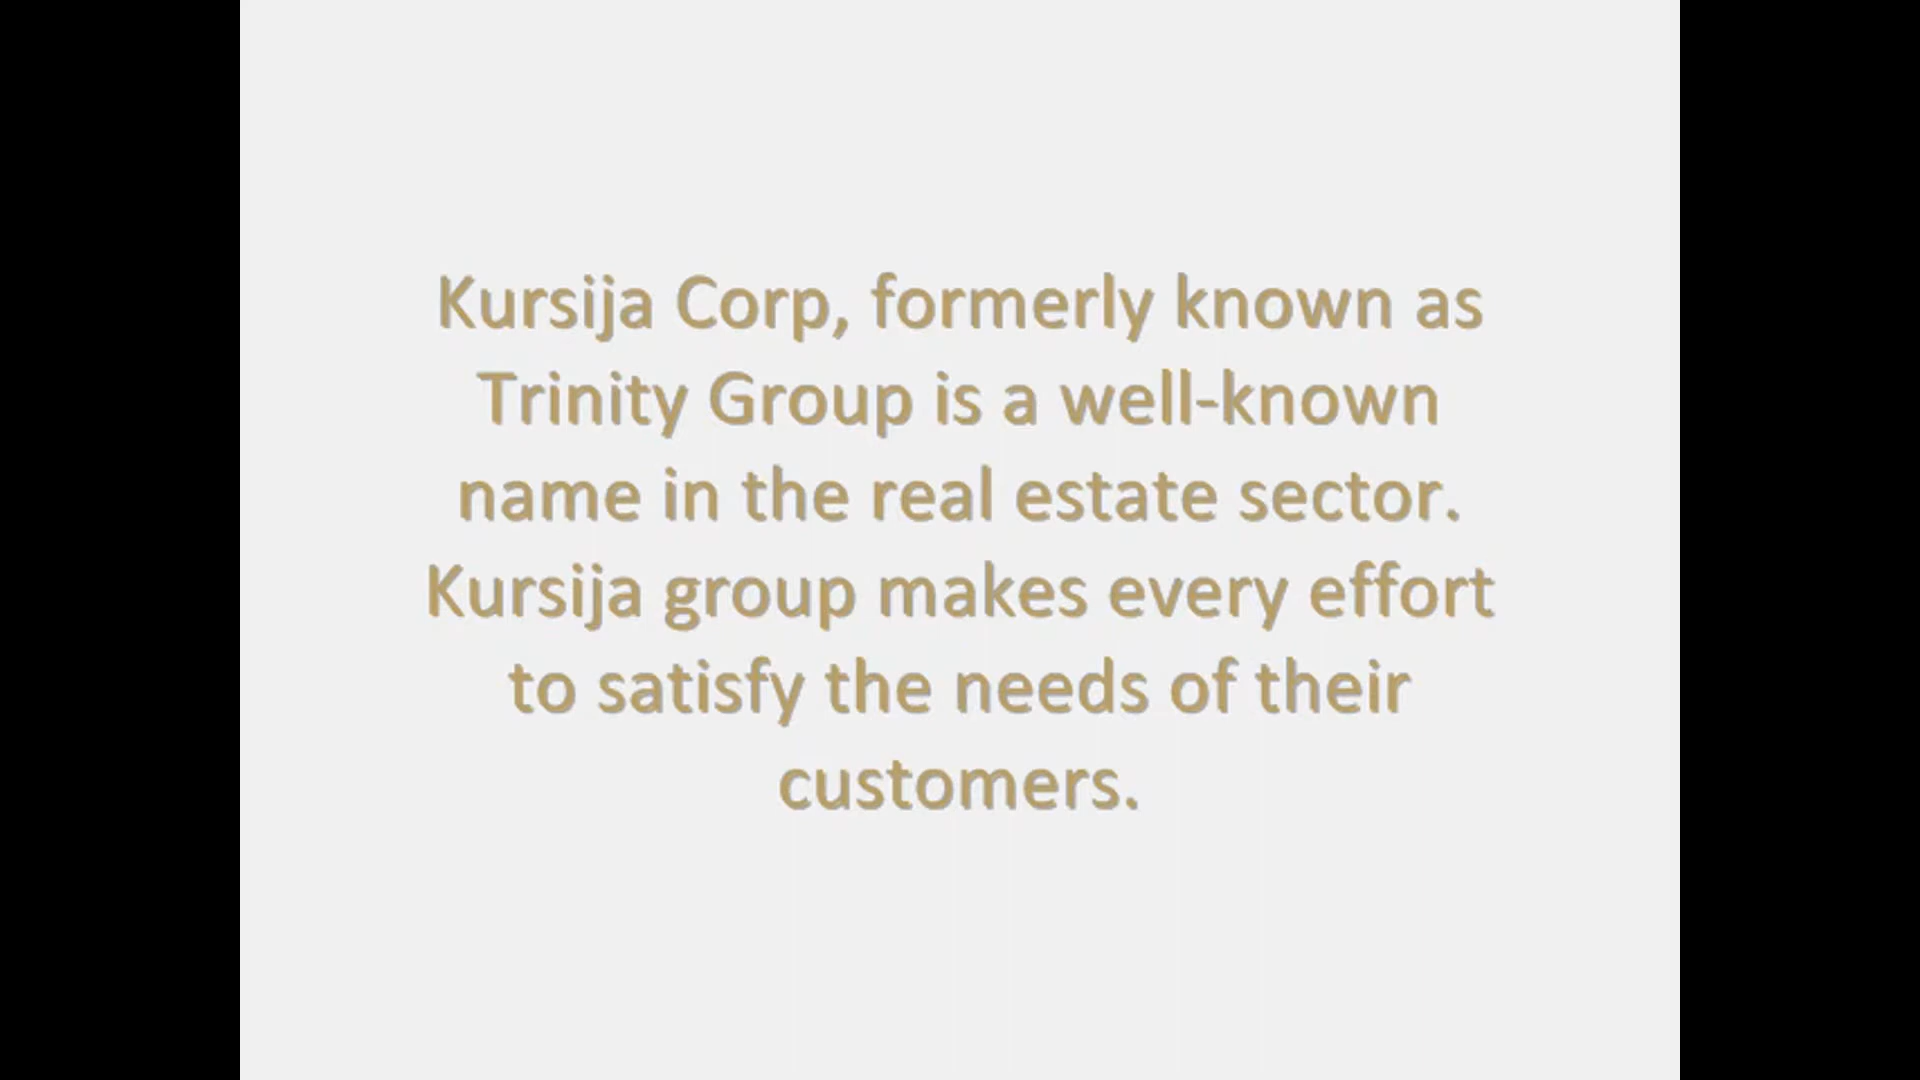 Kursija Corp, formerly known as
Trinity Group is a well-known
name in the real estate sector.
Kursija group makes every effort
to satisfy the needs of their
customers.